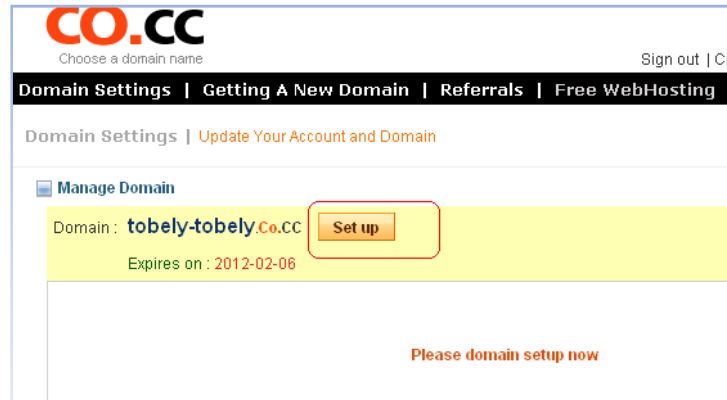 CO.CC
Choose a domain name
Sign out | C
Domain Settings | Getting A New Domain | Referrals | Free WebHosting
Domain Settings | Update Your Account and Domain
Manage Domain
Domain : tobely-tobely.Co.CC Set up
Expires on : 2012-02-06
Please domain setup now